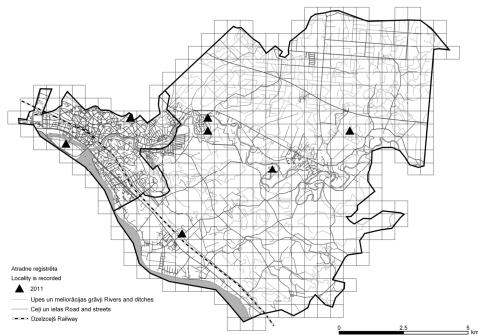 Atradne reģistrēta
Locality is recorded
2011
Upes un meliorācijas grāvji Rivers and ditches
Ceļi un ielas Road and streets
Dzelzceļš Railway
0 2.5 5
km